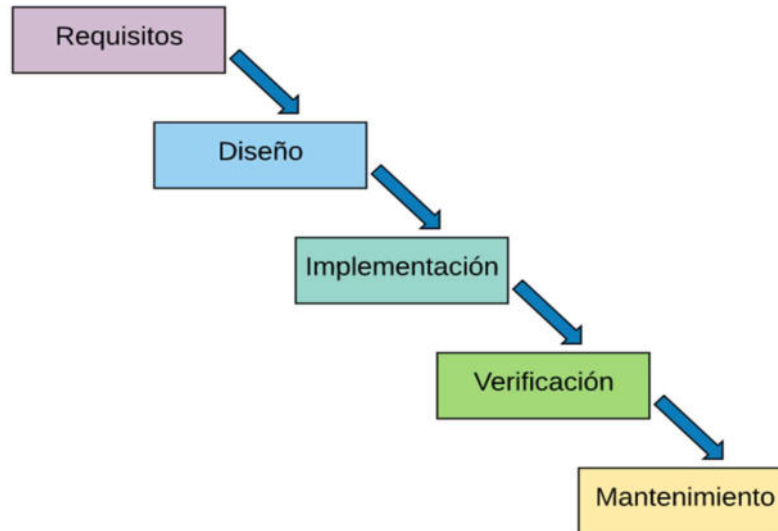 Requisitos
Diseño
Implementación
Verificación
Mantenimiento